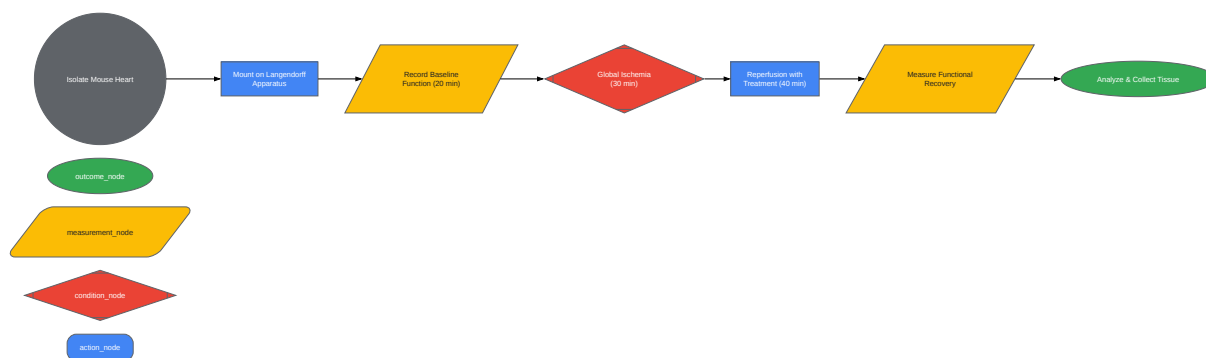 Isolate Mouse Heart
Mount on Langendorff
Apparatus
Record Baseline
Function (20 min)
Global Ischemia
(30 min)
Reperfusion with
Treatment (40 min)
Measure Functional
Recovery
Analyze & Collect Tissue
outcome_node
measurement_node
condition_node
action_node